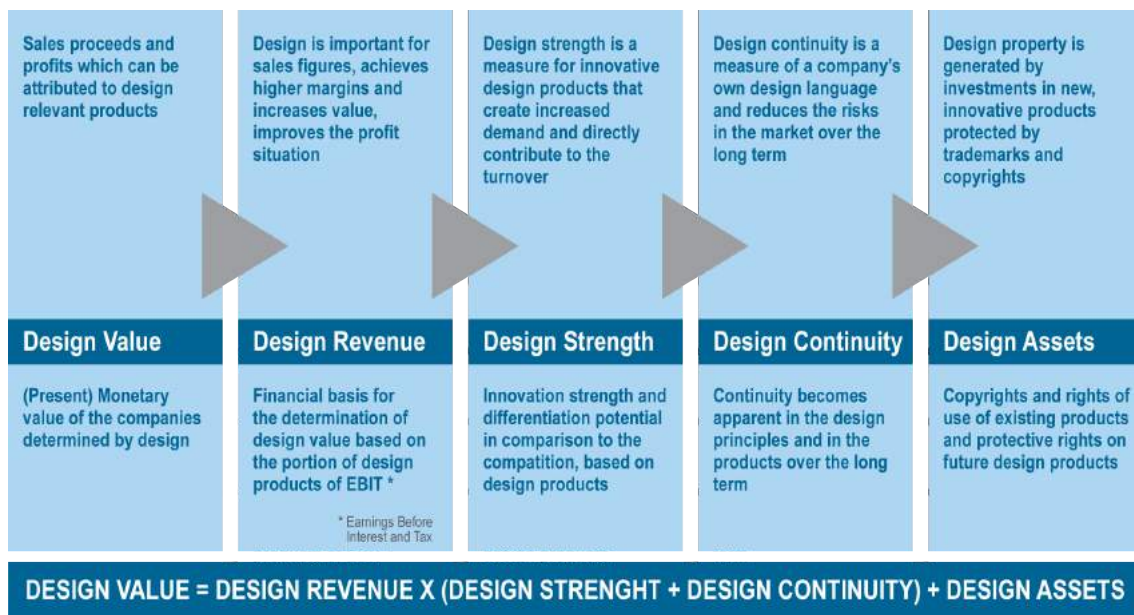 Sales proceeds and
profits which can be
attributed to design
relevant products
Design Value
(Present) Monetary
value of the companies
determined by design
Design is important for
sales figures, achieves
higher margins and
increases value,
improves the profit
situation
Design Revenue
Financial basis for
the determination of
design value based on
the portion of design
products of EBIT *
* Earnings Before
Interest and Tax
Design strength is a
measure for innovative
design products that
create increased
demand and directly
contribute to the
turnover
Design Strength
Innovation strength and
differentiation potential
in comparison to the
compatition, based on
design products
Design continuity is a
measure of a company's
own design language
and reduces the risks
in the market over the
long term
Design Continuity
Continuity becomes
apparent in the design
principles and in the
products over the long
term
Design property is
generated by
investments in new,
innovative products
protected by
trademarks and
copyrights
Design Assets
Copyrights and rights of
use of existing products
and protective rights on
future design products
DESIGN VALUE = DESIGN REVENUE X (DESIGN STRENGHT + DESIGN CONTINUITY) + DESIGN ASSETS